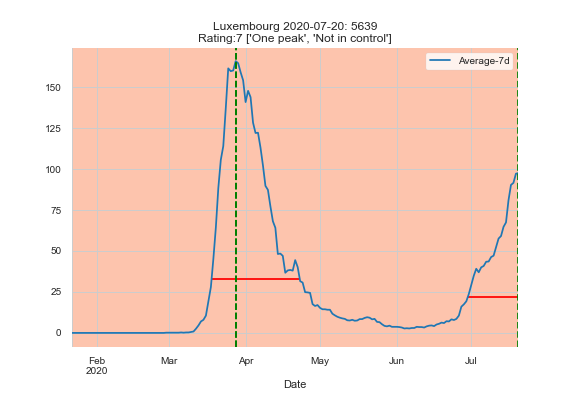 Luxembourg 2020-07-20: 5639
Rating:7 ['One peak', 'Not in control']
Average-7d
150
125
100
75
50
25
0
Feb
2020
Mar
Apr
May
Jun
Jul
Date